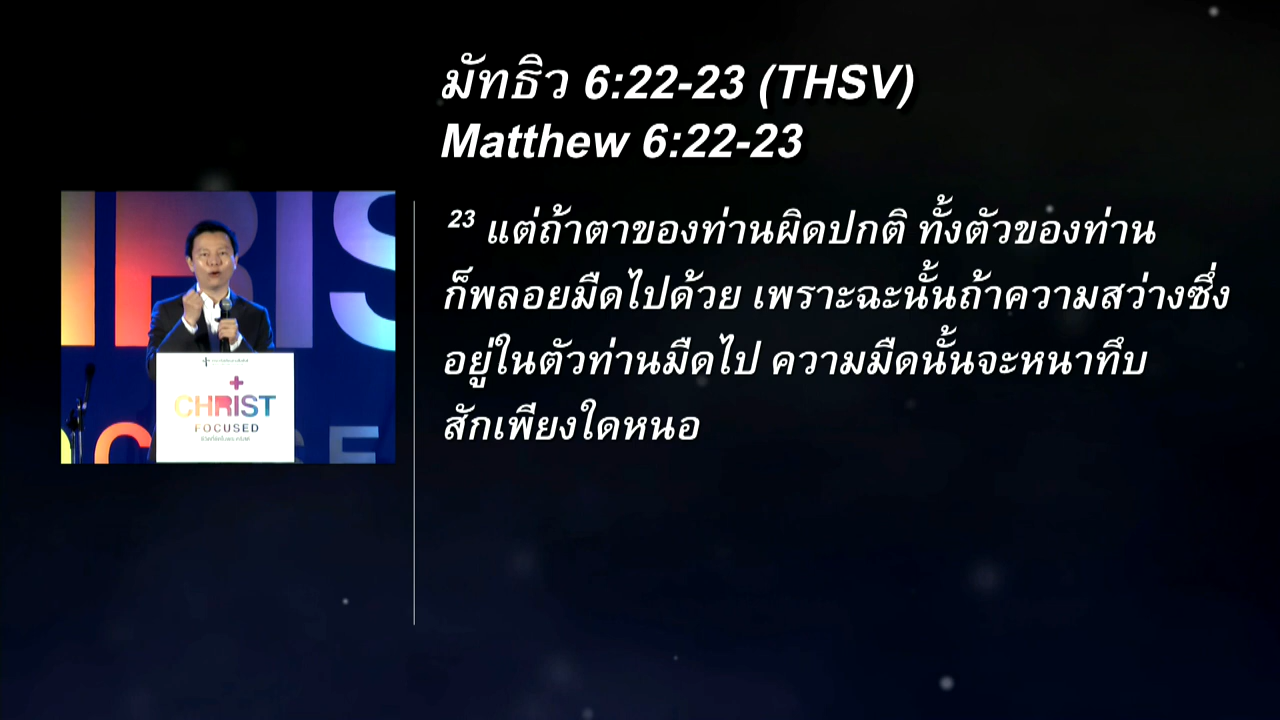 มัทธิว 6:22-23 (THSV)
Matthew 6:22-23
23 แต่ถ้าตาของท่านผิดปกติ ทั้งตัวของท่าน
ก็พลอยมืดไปด้วย เพราะฉะนั้นถ้าความสว่างซึ่ง
อยู่ในตัวท่านมืดไป ความมืดนั้นจะหนาทึบ
สักเพียงใดหนอ
CHRIST
FOCUSED